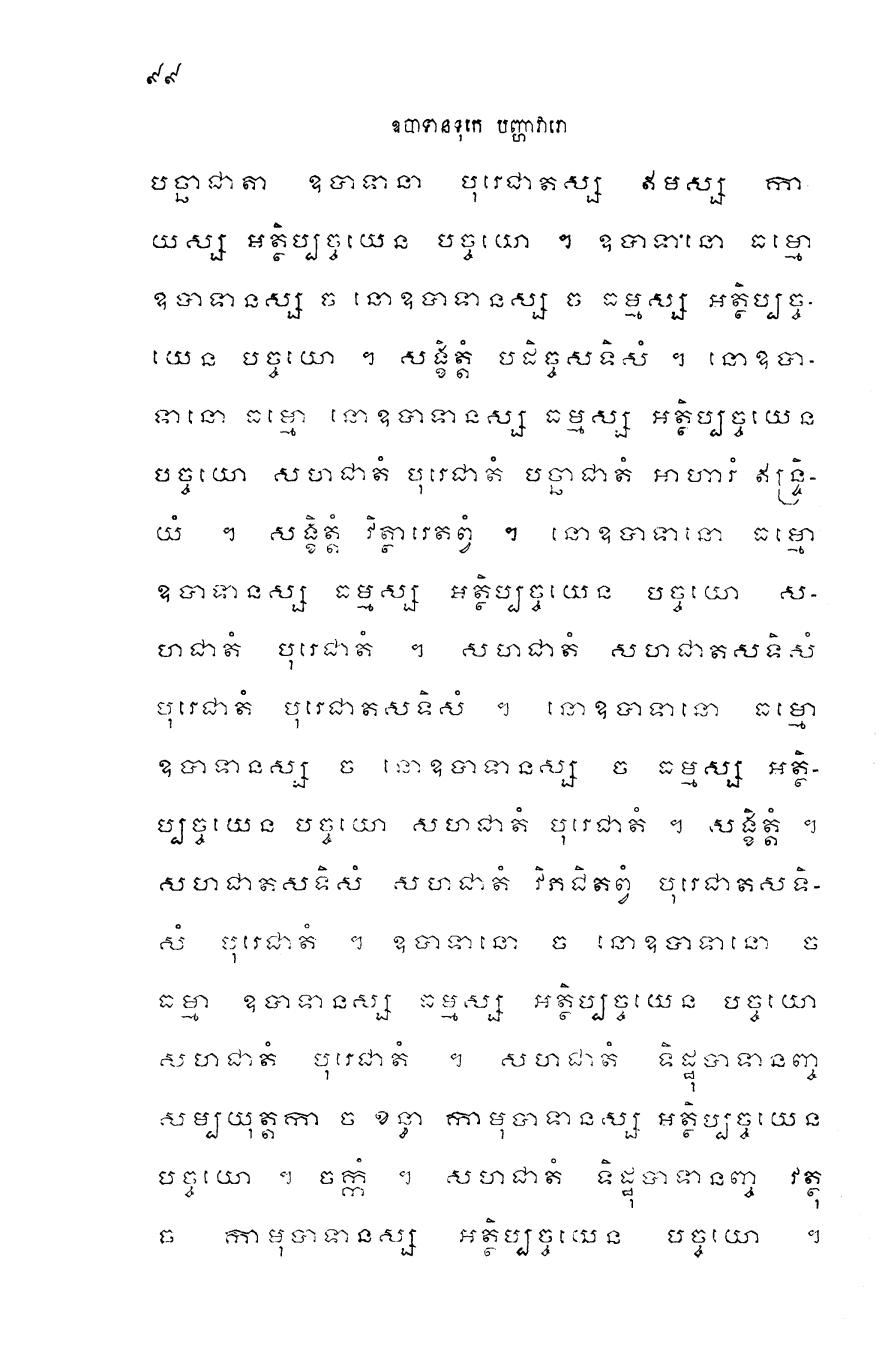 ៩៩
ឧបាទានទុកេ បញ្ហាវារោ
បច្ឆាជាតា ឧបាទានា បុរេជាតស្ស ឥមស្ស កា
យស្ស អត្ថិប្បច្ចយេន បច្ចយោ ។ ឧបាទានោ ធម្មោ
ឧបាទានស្ស ច នោឧបាទានស្ស ច ធម្មស្ស អត្ថិប្បច្ច-
យេន បច្ចយោ ។ សង្ខិត្តំ បដិច្ចសទិសំ ។ នោឧបា-
ទានោ ធម្មោ នោឧបាទានស្ស ធម្មស្ស អត្ថិប្បច្ចយេន
បច្ចយោ សហជាតំ បុរេជាតំ បច្ឆាជាតំ អាហារំ ឥន្ទ្រិ-
យំ ។ សង្ខិត្តំ វិត្ថារេតព្វំ ។ នោឧបាទានោ ធម្មោ
ឧបាទានស្ស ធម្មស្ស អត្ថិប្បច្ចយេន បច្ចយោ ស-
ហជាតំ បុរេជាតំ ។ សហជាតំ សហជាតសទិសំ
បុរេជាតំ បុរេជាតសទិសំ ។ នោឧបាទានោ ធម្មោ
ឧបាទានស្ស ច នោឧបាទានស្ស ច ធម្មស្ស អត្ថិ-
ប្បច្ចយេន បច្ចយោ សហជាតំ បុរេជាតំ ។ សង្ខិត្តំ ។
សហជាតសទិសំ សហជាតំ វិភជិតព្វំ បុរេជាតសទិ-
សំ បុរេជាតំ ។ ឧបាទានោ ច នោឧបាទានោ ច
ធម្មា ឧបាទានស្ស ធម្មស្ស អត្ថិប្បច្ចយេន បច្ចយោ
សហជាតំ បុរេជាតំ ។ សហជាតំ ទិដ្ឋុបាទានញ្ច
សម្បយុត្តកា ច ខន្ធា កាមុបាទានស្ស អត្ថិប្បច្ចយេន
បច្ចយោ ។ ចក្កំ ។ សហជាតំ ទិដ្ឋុបាទានញ្ច វត្ថុ
ច កាមុបាទានស្ស អត្ថិប្បច្ចយេន បច្ចយោ ។